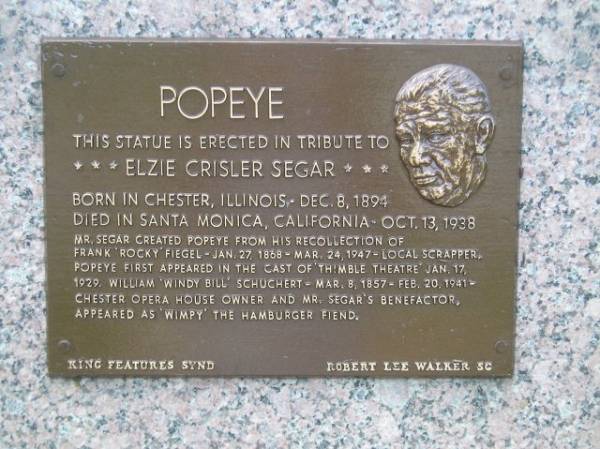 POPEYE
THIS STATUE IS ERECTED IN TRIBUTE TO
* * * ELZIE CRISLER SEGAR * * *
BORN IN CHESTER, ILLINOIS, - DEC. 8, 1894
DIED IN SANTA MONICA, CALIFORNIA - OCT. 13, 1938
MR. SEGAR CREATED POPEYE FROM HIS RECOLLECTION OF
FRANK 'ROCKY' FIEGEL - JAN. 27, 1868 - MAR. 24, 1947 - LOCAL SCRAPPER,
POPEYE FIRST APPEARED IN THE CAST OF 'THIMBLE THEATRE' JAN. 17,
1929. WILLIAM 'WINDY BILL' SCHUCHERT - MAR. 8, 1857 - FEB. 20, 1941 -
CHESTER OPERA HOUSE OWNER AND MR. SEGAR'S BENEFACTOR,
APPEARED AS 'WIMPY' THE HAMBURGER FIEND.
KING FEATURES SYND ROBERT LEE WALKER SC